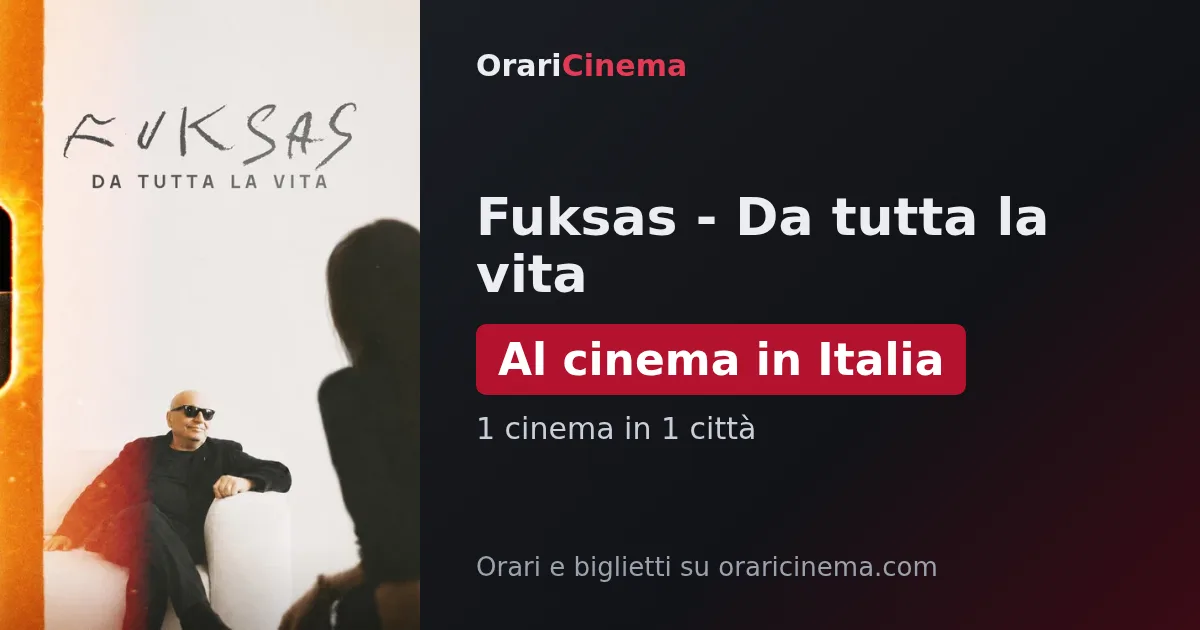 FUKSAS
DA TUTTA LA VITA
OrariCinema
Fuksas - Da tutta la
vita
Al cinema in Italia
1 cinema in 1 città
Orari e biglietti su oraricinema.com